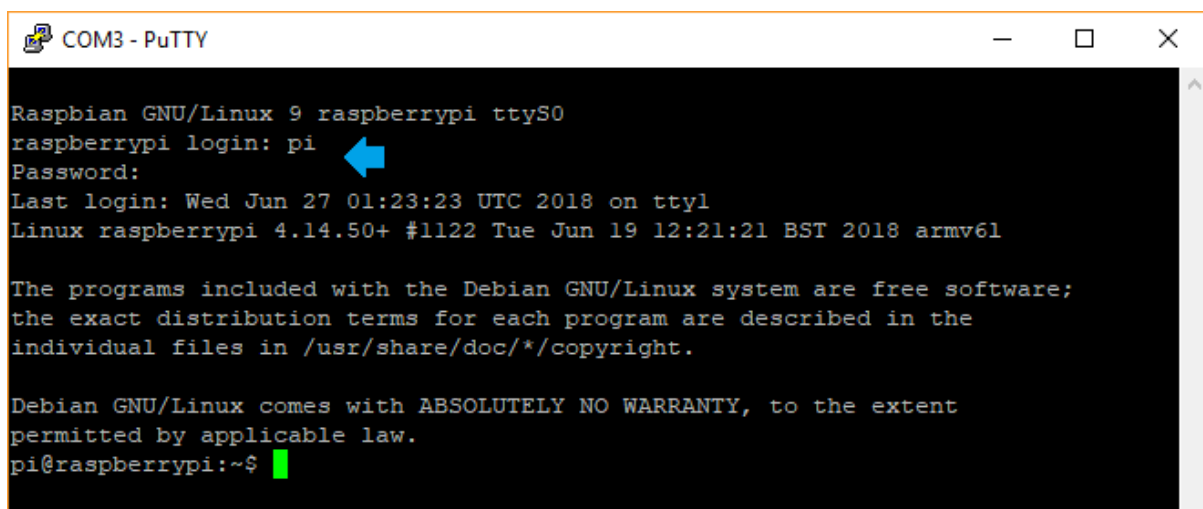 COM3 - PuTTY
Raspbian GNU/Linux 9 raspberrypi ttyS0
raspberrypi login: pi
Password:
Last login: Wed Jun 27 01:23:23 UTC 2018 on tty1
Linux raspberrypi 4.14.50+ #1122 Tue Jun 19 12:21:21 BST 2018 armv6l
The programs included with the Debian GNU/Linux system are free software;
the exact distribution terms for each program are described in the
individual files in /usr/share/doc/*/copyright.
Debian GNU/Linux comes with ABSOLUTELY NO WARRANTY, to the extent
permitted by applicable law.
pi@raspberrypi:~$